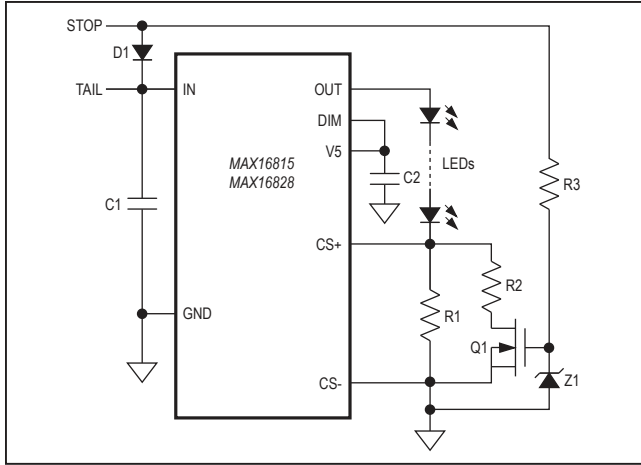 STOP
D1
TAIL
IN
OUT
DIM
V5
MAX16815
MAX16828
C2
LEDs
R3
C1
CS+
R2
GND
R1
Q1
Z1
CS-